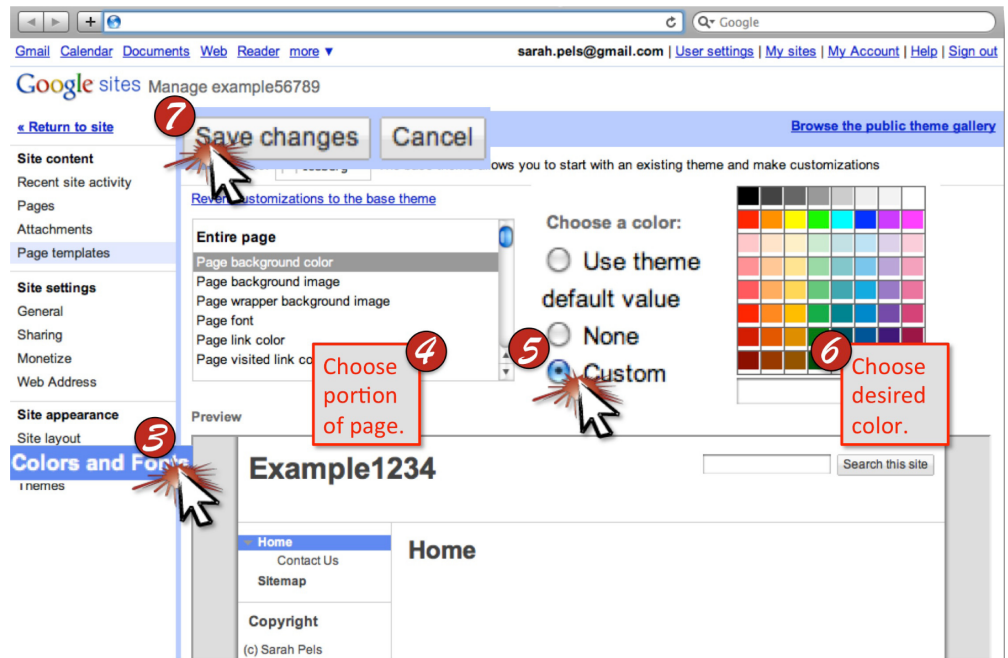 Google
Gmail Calendar Documents Web Reader more ▼
sarah.pels@gmail.com | User settings | My sites | My Account | Help | Sign out
Google sites Manage example56789
« Return to site
7
Save changes Cancel
Browse the public theme gallery
Site content
Recent site activity
Pages
Attachments
Page templates
Site settings
General
Sharing
Monetize
Web Address
Site appearance
Site layout
3
Colors and Fonts
Themes
you to start with an existing theme and make customizations
Revert customizations to the base theme
Entire page
Page background color
Page background image
Page wrapper background image
Page font
Page link color
Page visited link
4
Choose
portion
of page.
Choose a color:
Use theme
default value
None
5
Custom
6
Choose
desired
color.
Preview
Example1234
Search this site
Home
Contact Us
Sitemap
Copyright
(c) Sarah Pels
Home